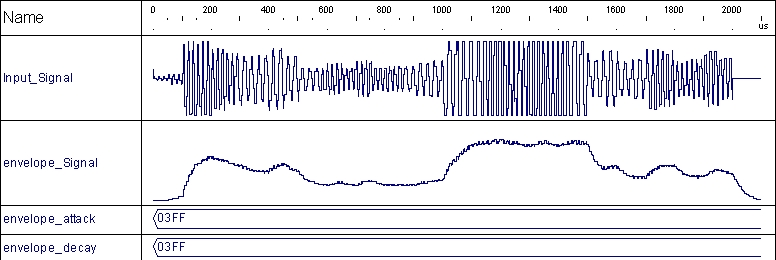 Name
0 200 400 600 800 1000 1200 1400 1600 1800 2000
us
Input_Signal
envelope_Signal
envelope_attack 03FF
envelope_decay 03FF